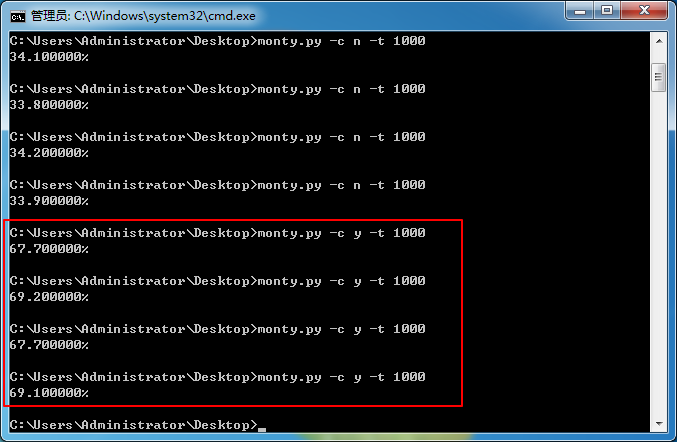 管理员: C:\Windows\system32\cmd.exe
C:\Users\Administrator\Desktop>monty.py -c n -t 1000
34.100000%
C:\Users\Administrator\Desktop>monty.py -c n -t 1000
33.800000%
C:\Users\Administrator\Desktop>monty.py -c n -t 1000
34.200000%
C:\Users\Administrator\Desktop>monty.py -c n -t 1000
33.900000%
C:\Users\Administrator\Desktop>monty.py -c y -t 1000
67.700000%
C:\Users\Administrator\Desktop>monty.py -c y -t 1000
69.200000%
C:\Users\Administrator\Desktop>monty.py -c y -t 1000
67.700000%
C:\Users\Administrator\Desktop>monty.py -c y -t 1000
69.100000%
C:\Users\Administrator\Desktop>